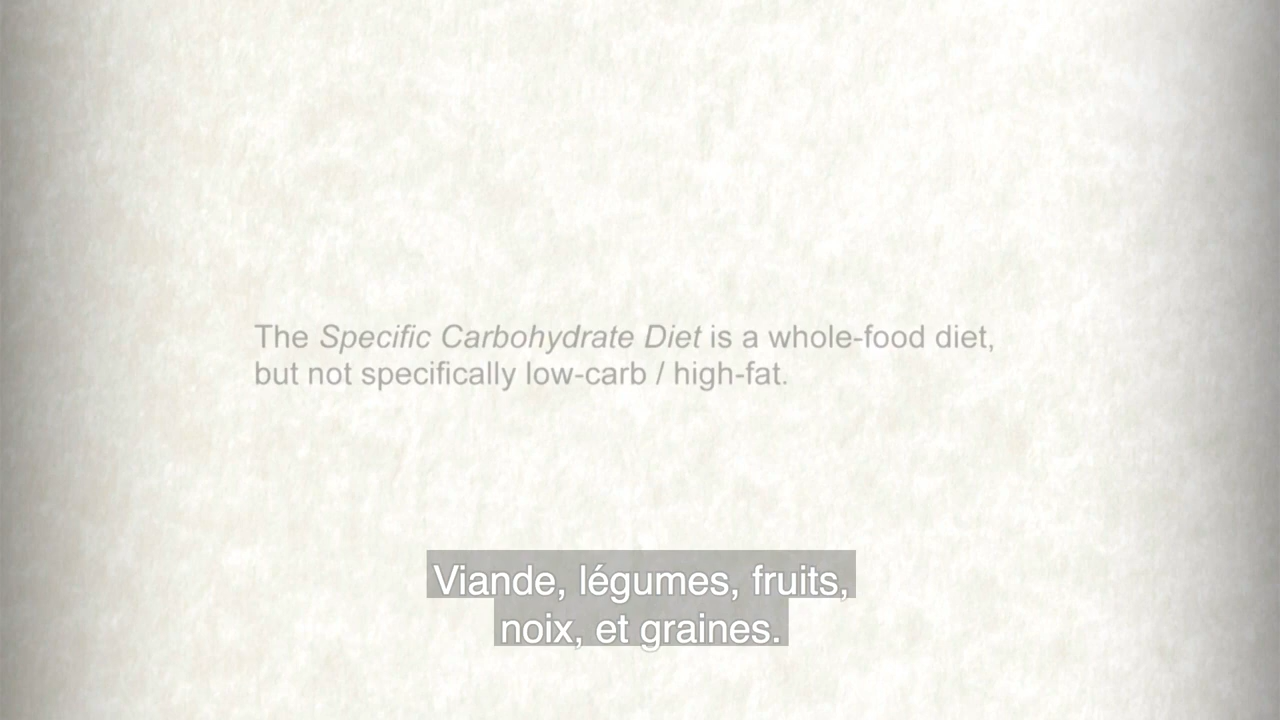 The Specific Carbohydrate Diet is a whole-food diet,
but not specifically low-carb / high-fat.
Viande, légumes, fruits,
noix, et graines.